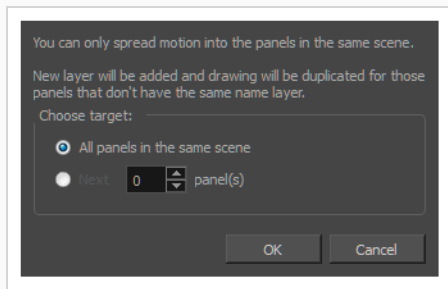 You can only spread motion into the panels in the same scene.
New layer will be added and drawing will be duplicated for those
panels that don't have the same name layer.
Choose target:
All panels in the same scene
Next 0 panel(s)
OK Cancel